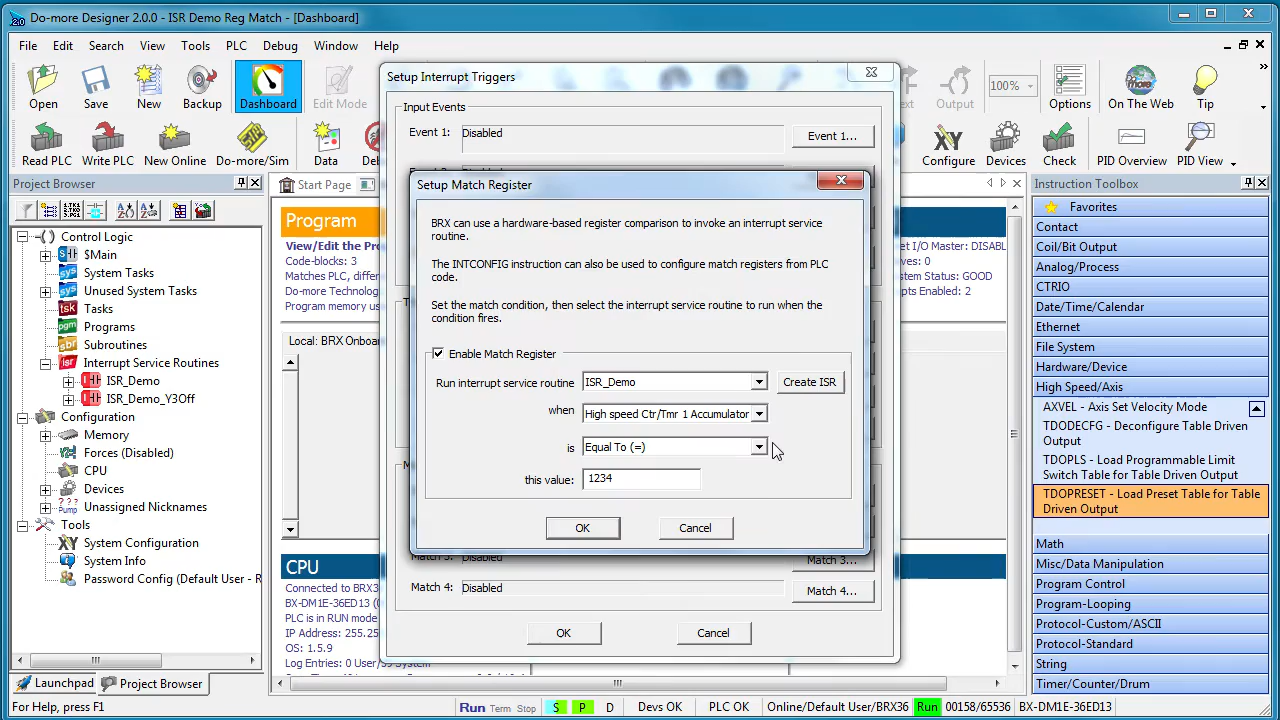 Do-more Designer 2.0.0 - ISR Demo Reg Match - [Dashboard]
2.0
File Edit Search View Tools PLC Debug Window Help
Open Save New Backup Dashboard Edit Mode
100%
Output Options On The Web Tip
Read PLC Write PLC New Online Do-more/Sim Data
Configure Devices Check PID Overview PID View
Project Browser
Control Logic
$Main
System Tasks
Unused System Tasks
Tasks
Programs
Subroutines
Interrupt Service Routines
ISR_Demo
ISR_Demo_Y3Off
Configuration
Memory
Forces (Disabled)
CPU
Devices
Unassigned Nicknames
Tools
System Configuration
System Info
Password Config (Default User - R
Launchpad Project Browser
Start Page
Program
View/Edit the Pro
Code-blocks: 3
Matches PLC, differe
Do-more Technolog
Program memory us
Local: BRX Onboar
et I/O Master: DISABL
ves: 0
ystem Status: GOOD
pts Enabled: 2
CPU
Connected to BRX36
BX-DM1E-36ED13 (
PLC is in RUN mode
IP Address: 255.25
OS: 1.5.9
Log Entries: 0 User/33 System
Setup Interrupt Triggers
Input Events
Event 1: Disabled Event 1...
Setup Match Register
BRX can use a hardware-based register comparison to invoke an interrupt service
routine.
The INTCONFIG instruction can also be used to configure match registers from PLC
code.
Set the match condition, then select the interrupt service routine to run when the
condition fires.
Enable Match Register
Run interrupt service routine ISR_Demo Create ISR
when High speed Ctr/Tmr 1 Accumulator
is Equal To (=)
this value: 1234
OK Cancel
Match 3: Disabled Match 3...
Match 4: Disabled Match 4...
OK Cancel
Instruction Toolbox
Favorites
Contact
Coil/Bit Output
Analog/Process
CTRIO
Date/Time/Calendar
Ethernet
File System
Hardware/Device
High Speed/Axis
AXVEL - Axis Set Velocity Mode
TDODECFG - Deconfigure Table Driven
Output
TDOPLS - Load Programmable Limit
Switch Table for Table Driven Output
TDOPRESET - Load Preset Table for Table
Driven Output
Math
Misc/Data Manipulation
Program Control
Program-Looping
Protocol-Custom/ASCII
Protocol-Standard
String
Timer/Counter/Drum
For Help, press F1
Run Term Stop S P D Devs OK PLC OK Online/Default User/BRX36 Run 00158/65536 BX-DM1E-36ED13